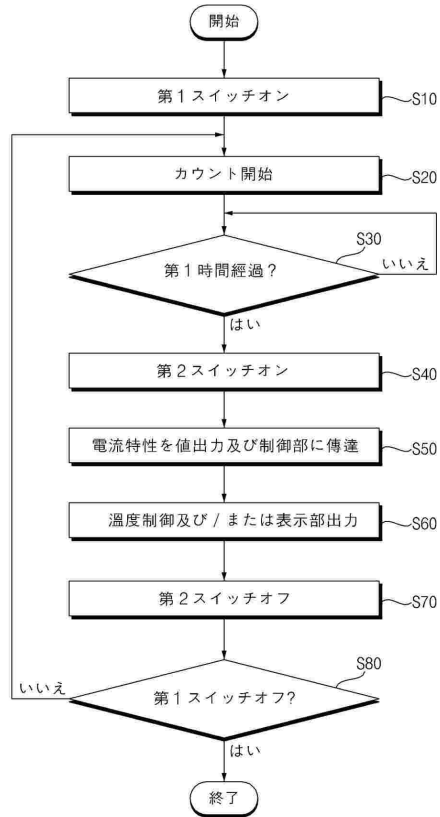 開始
第1スイッチオン
S10
カウント開始
S20
S30
第1時間經過？
いいえ
はい
第2スイッチオン
S40
電流特性を値出力及び制御部に傳達
S50
溫度制御及び / または表示部出力
S60
第2スイッチオフ
S70
S80
いいえ
第1スイッチオフ?
はい
終了